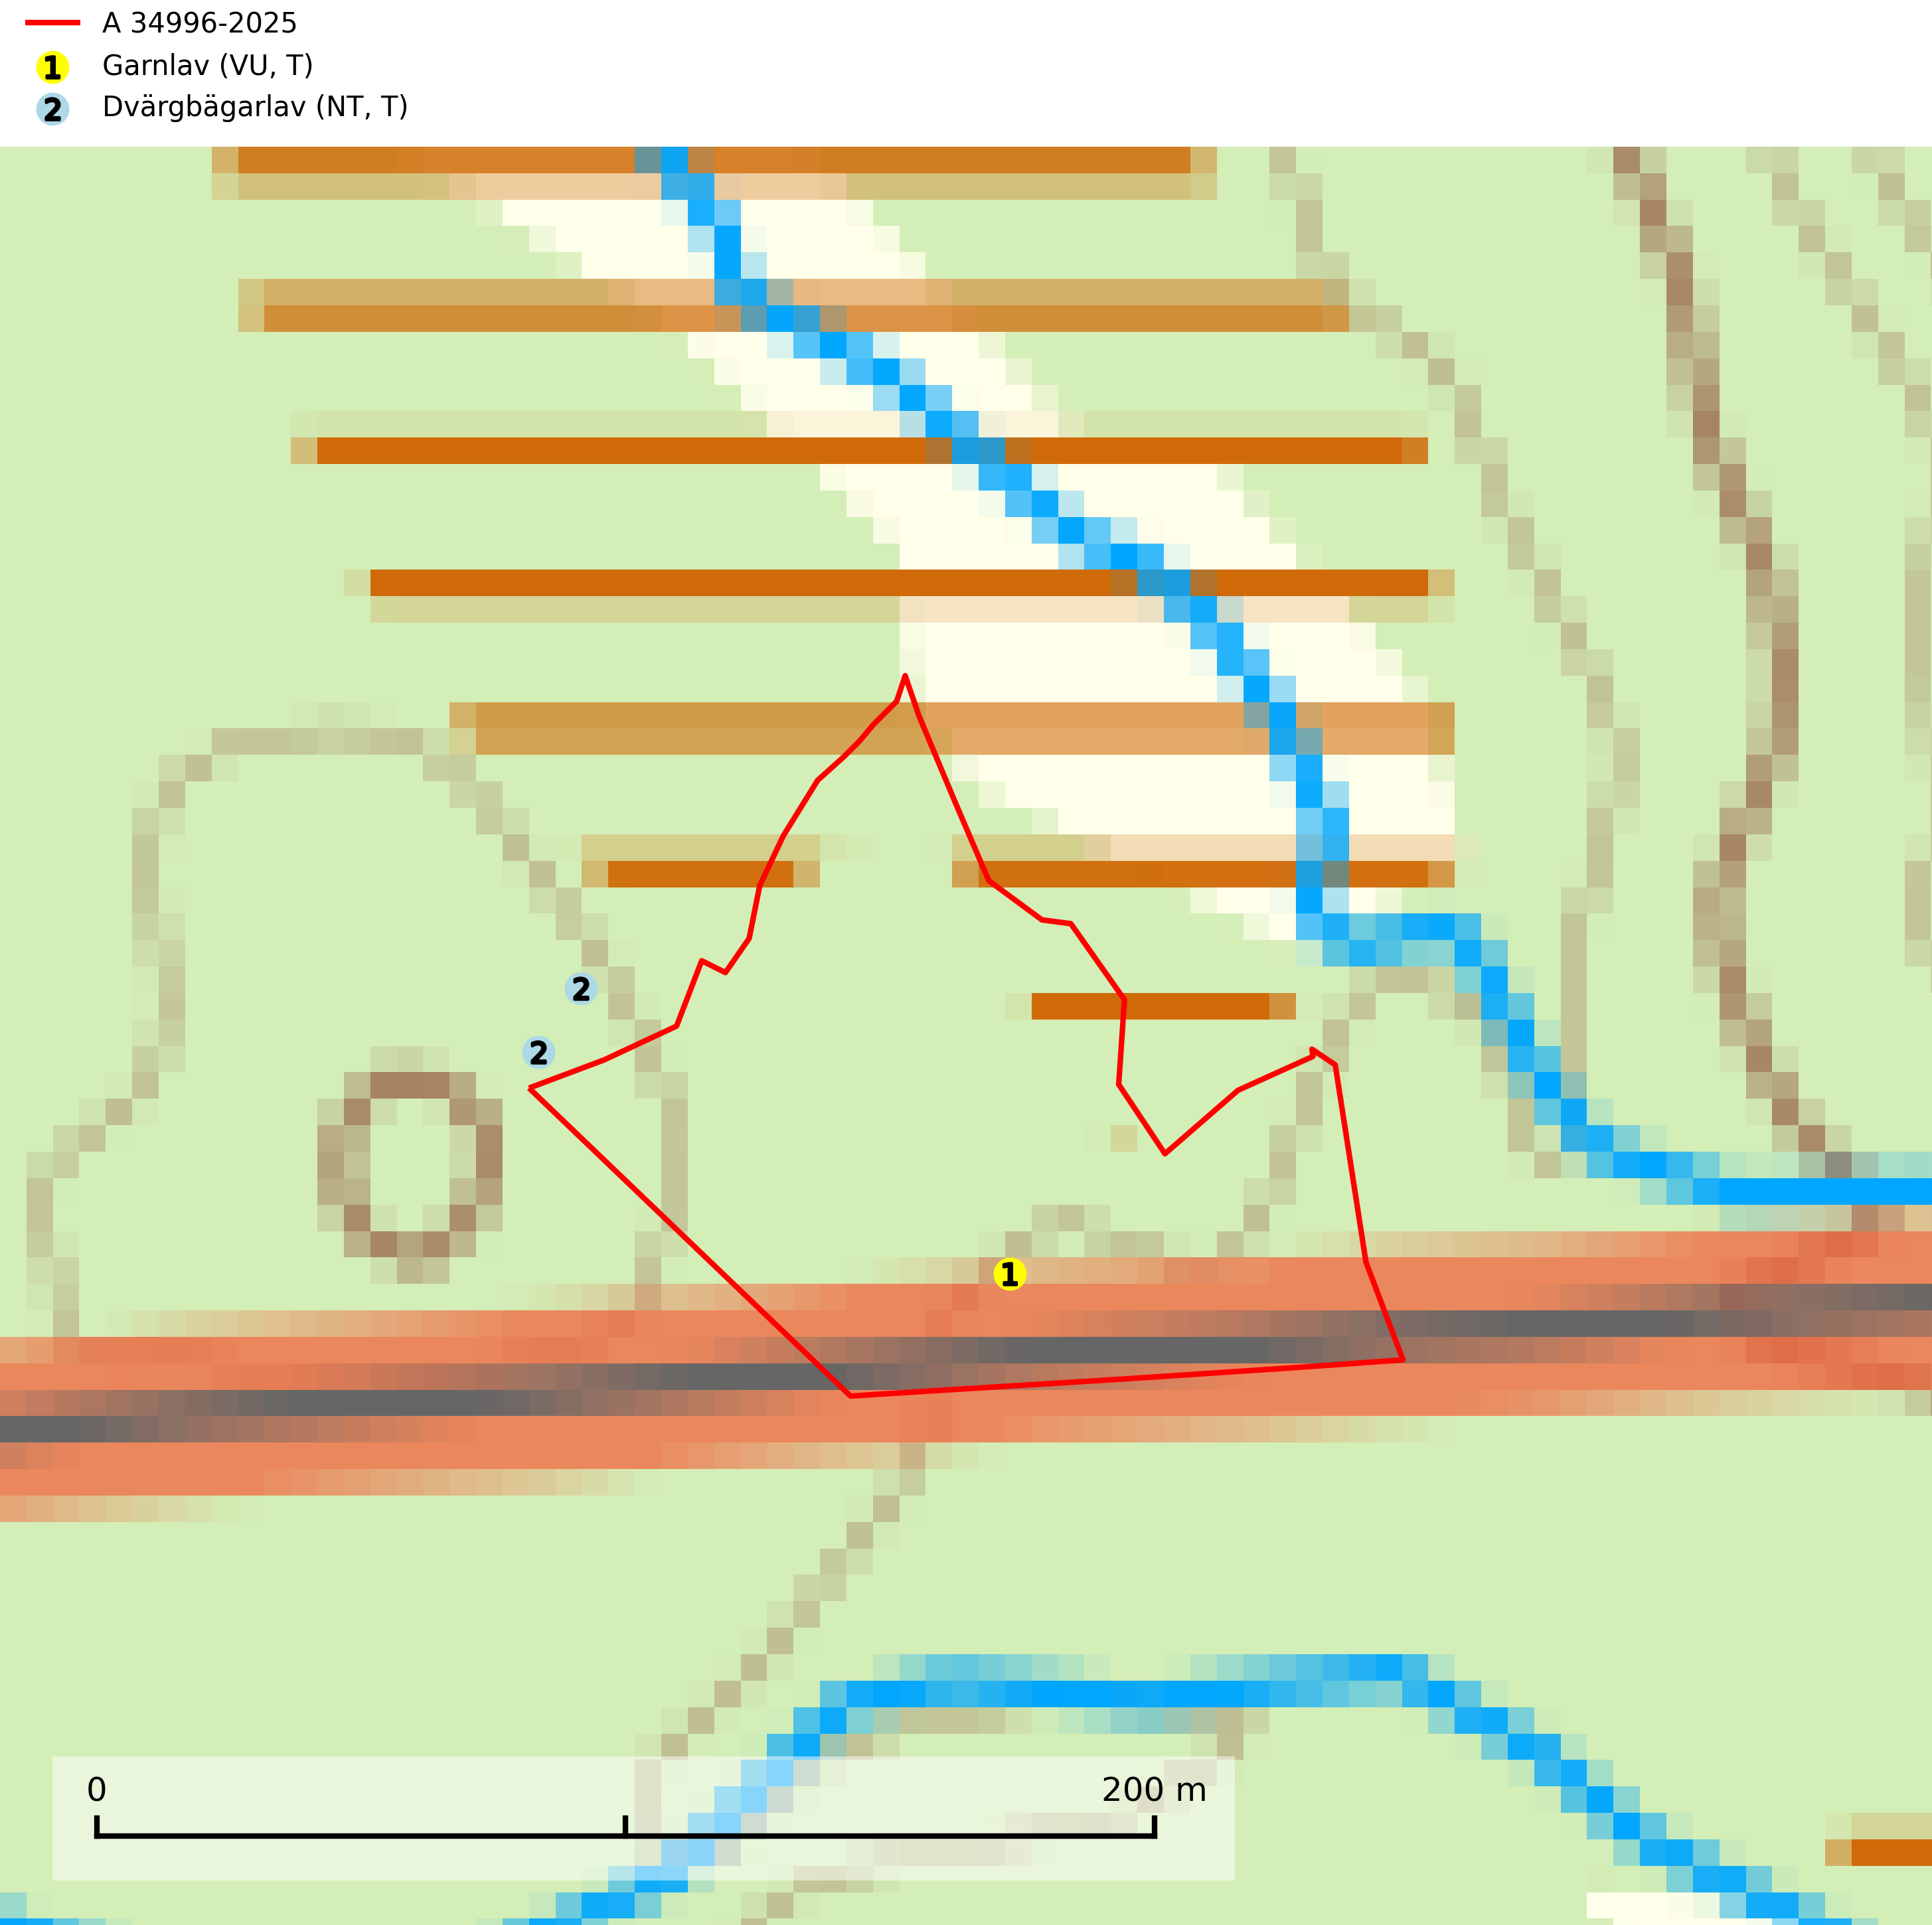 A 34996-2025
1 Garnlav (VU, T)
2 Dvärgbägarlav (NT, T)
2
2
1
0 200 m